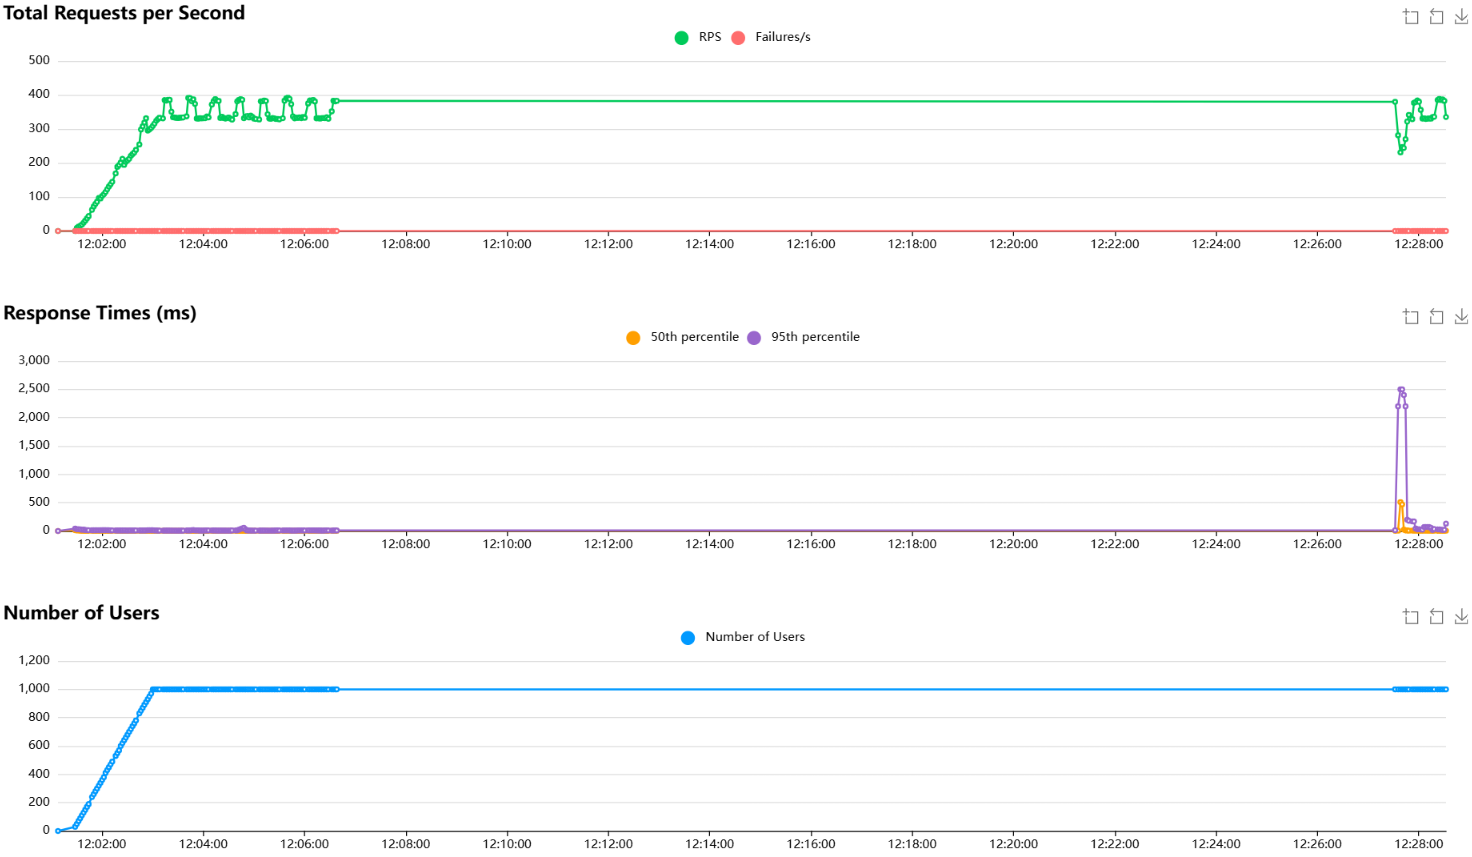 Total Requests per Second
RPS Failures/s
500
400
300
200
100
0
12:02:00 12:04:00 12:06:00 12:08:00 12:10:00 12:12:00 12:14:00 12:16:00 12:18:00 12:20:00 12:22:00 12:24:00 12:26:00 12:28:00
Response Times (ms)
50th percentile 95th percentile
3,000
2,500
2,000
1,500
1,000
500
0
12:02:00 12:04:00 12:06:00 12:08:00 12:10:00 12:12:00 12:14:00 12:16:00 12:18:00 12:20:00 12:22:00 12:24:00 12:26:00 12:28:00
Number of Users
Number of Users
1,200
1,000
800
600
400
200
0
12:02:00 12:04:00 12:06:00 12:08:00 12:10:00 12:12:00 12:14:00 12:16:00 12:18:00 12:20:00 12:22:00 12:24:00 12:26:00 12:28:00